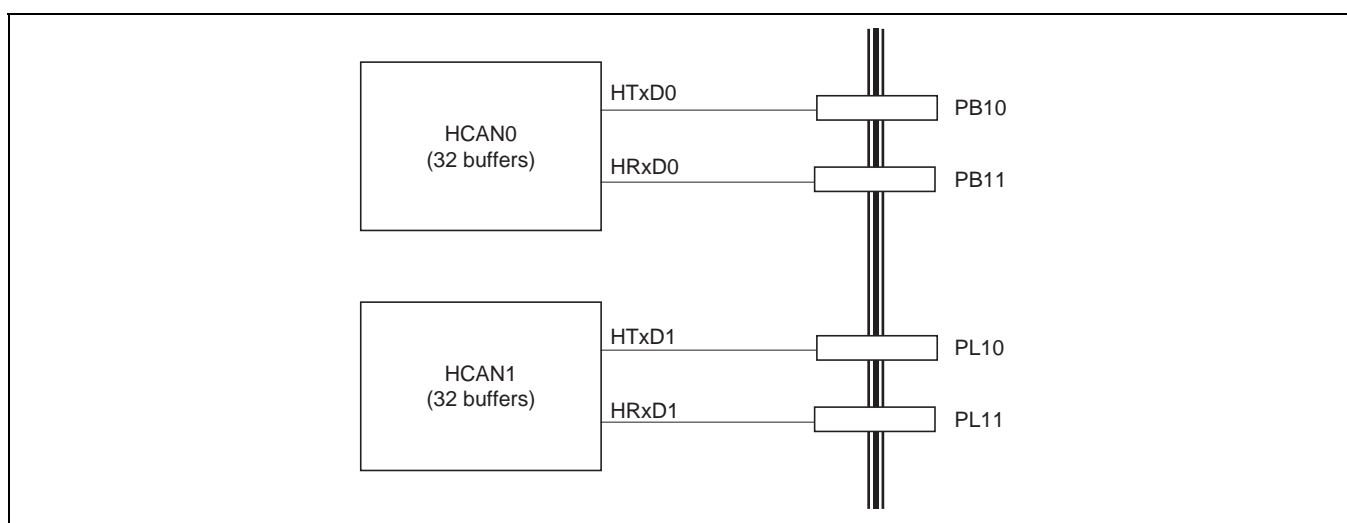 HTxD0
PB10
HCAN0
(32 buffers)
HRxD0
PB11
HTxD1
PL10
HCAN1
(32 buffers)
HRxD1
PL11